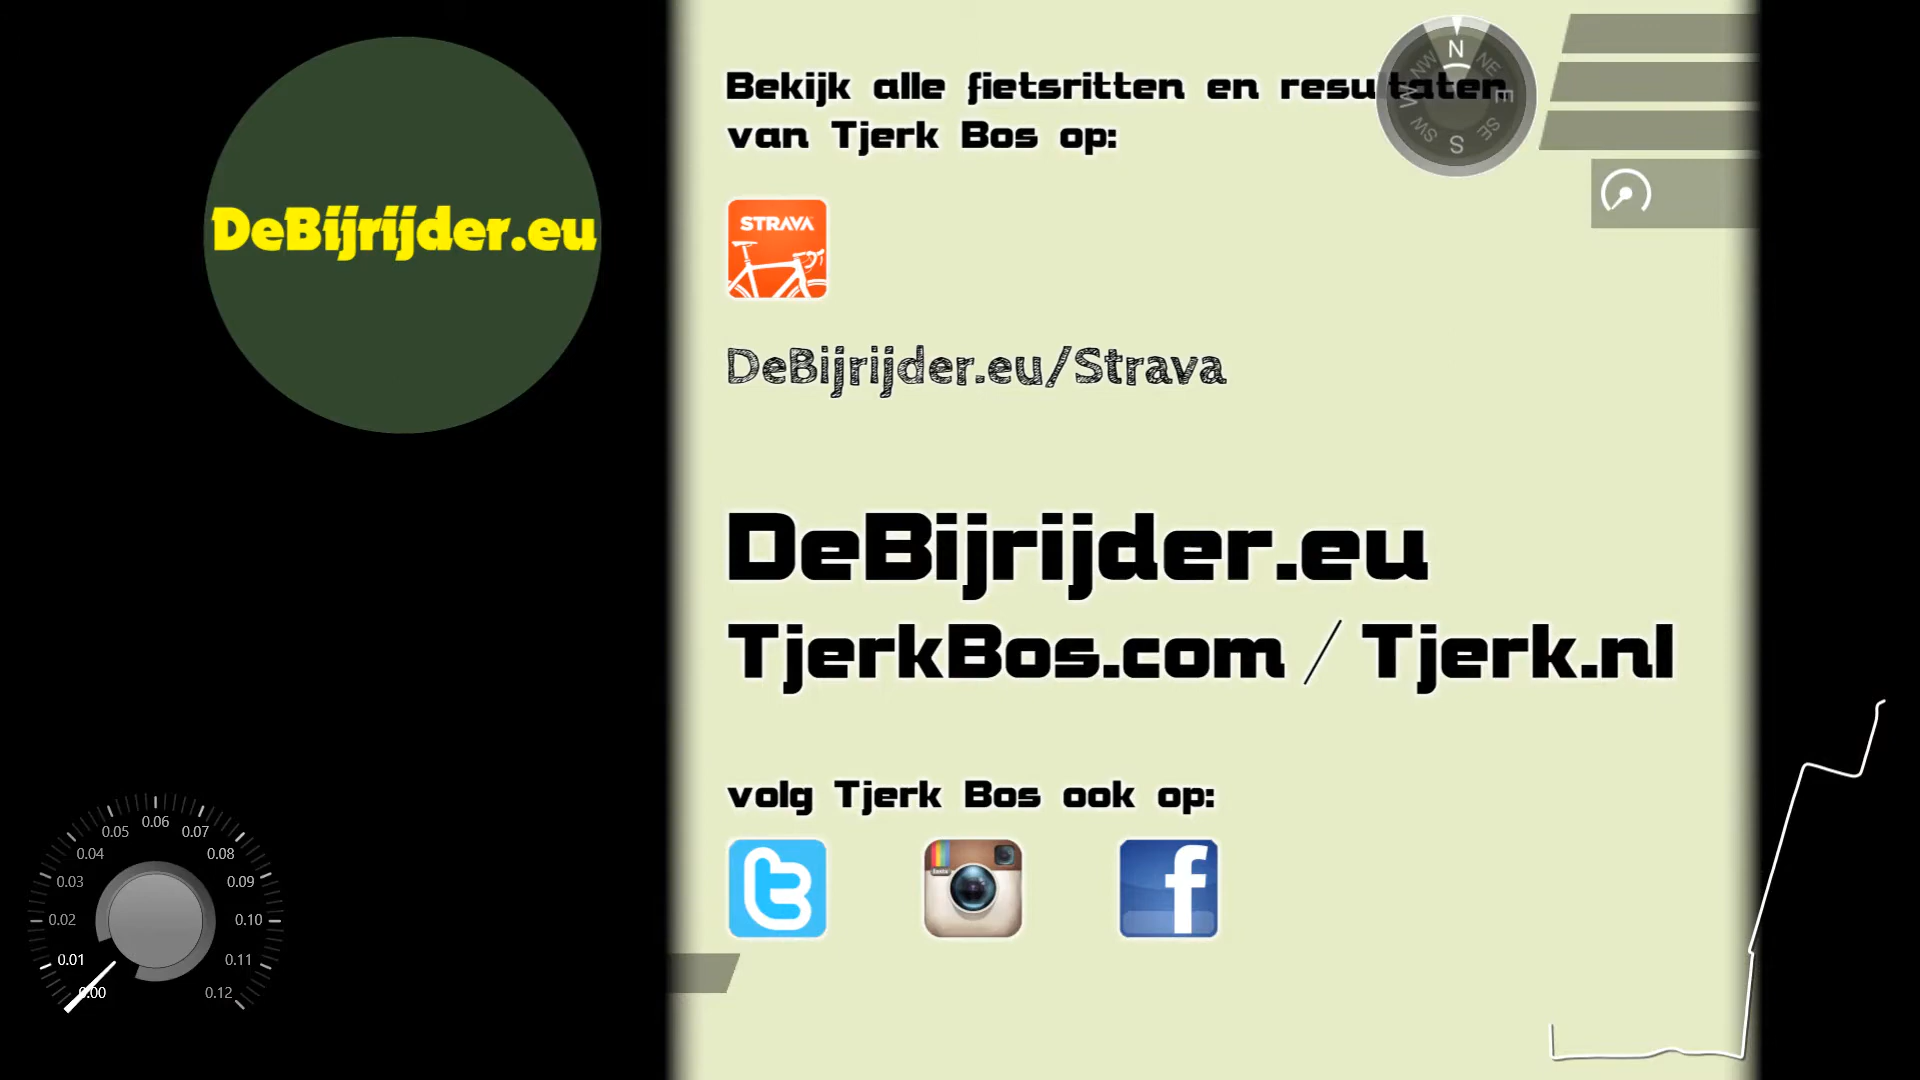 DeBijrijder.eu
Bekijk alle fietsritten en resultaten
van Tjerk Bos op:
STRAVA
DeBijrijder.eu/Strava
DeBijrijder.eu
TjerkBos.com / Tjerk.nl
volg Tjerk Bos ook op:
N
NE
E
SE
S
SW
W
NW
0.00
0.01
0.02
0.03
0.04
0.05
0.06
0.07
0.08
0.09
0.10
0.11
0.12